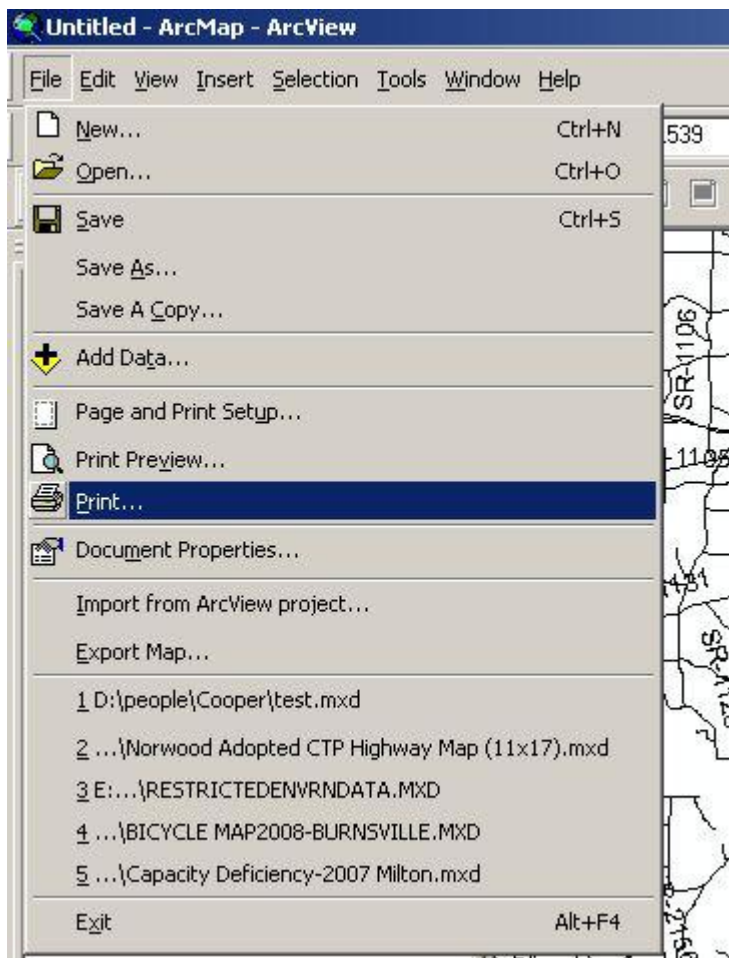 Untitled - ArcMap - ArcView
File Edit View Insert Selection Tools Window Help
New... Ctrl+N
Open... Ctrl+O
Save Ctrl+S
Save As...
Save A Copy...
Add Data...
Page and Print Setup...
Print Preview...
Print...
Document Properties...
Import from ArcView project...
Export Map...
1 D:\people\Cooper\test.mxd
2 ...\Norwood Adopted CTP Highway Map (11x17).mxd
3 E:...\RESTRICTEDENVRNDATA.MXD
4 ...\BICYCLE MAP2008-BURNSVILLE.MXD
5 ...\Capacity Deficiency-2007 Milton.mxd
Exit Alt+F4
.539
SR-1106